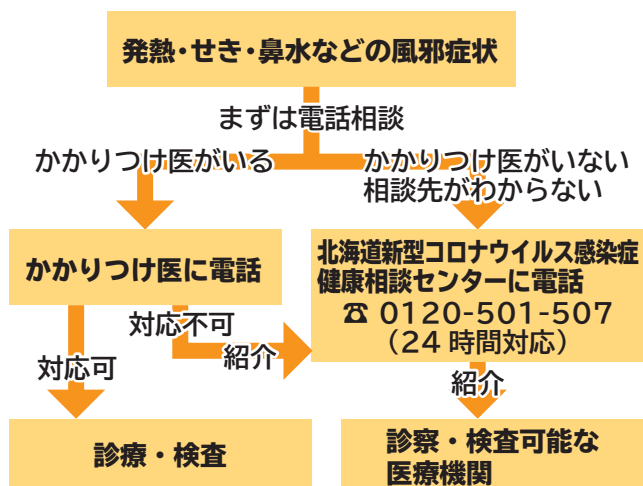 発熱・せき・鼻水などの風邪症状
まずは電話相談
かかりつけ医がいる
かかりつけ医がいない
相談先がわからない
かかりつけ医に電話
北海道新型コロナウイルス感染症
健康相談センターに電話
☎ 0120-501-507
（24 時間対応）
対応不可
紹介
対応可
紹介
診療・検査
診察・検査可能な
医療機関